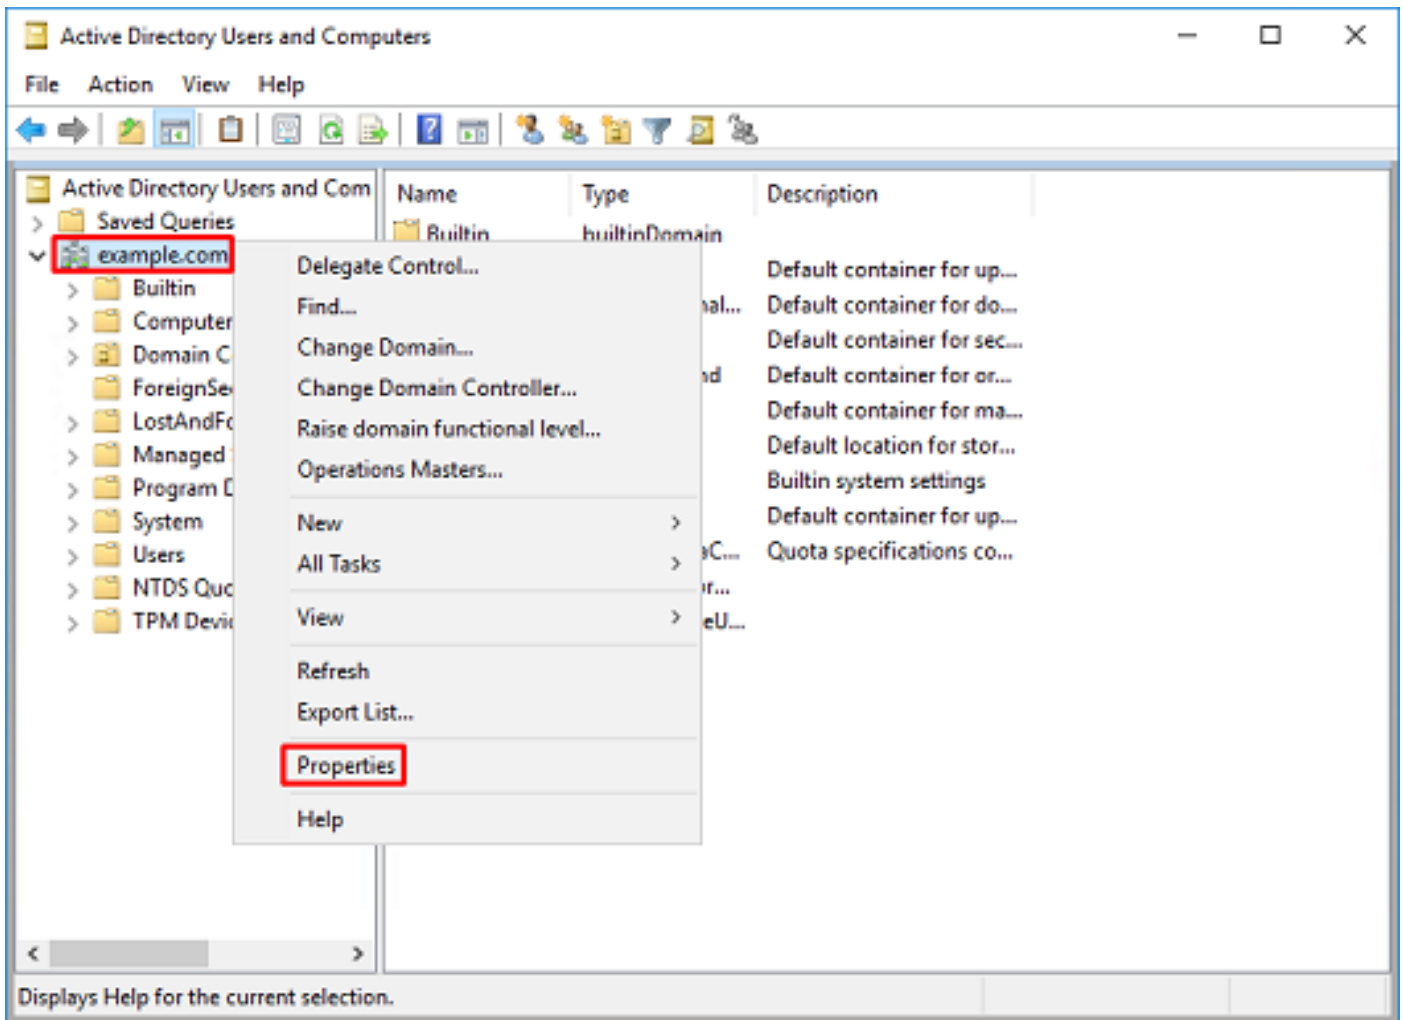 Active Directory Users and Computers
File Action View Help
Active Directory Users and Com
Saved Queries
example.com
Builtin
Computer
Domain C
ForeignSe
LostAndFo
Managed
Program D
System
Users
NTDS Quo
TPM Devi
Name Type Description
Builtin builtinDomain
Default container for up...
nal... Default container for do...
Default container for sec...
nd Default container for or...
Default container for ma...
Default location for stor...
Builtin system settings
Default container for up...
aC... Quota specifications co...
r...
eU...
Delegate Control...
Find...
Change Domain...
Change Domain Controller...
Raise domain functional level...
Operations Masters...
New
All Tasks
View
Refresh
Export List...
Properties
Help
Displays Help for the current selection.